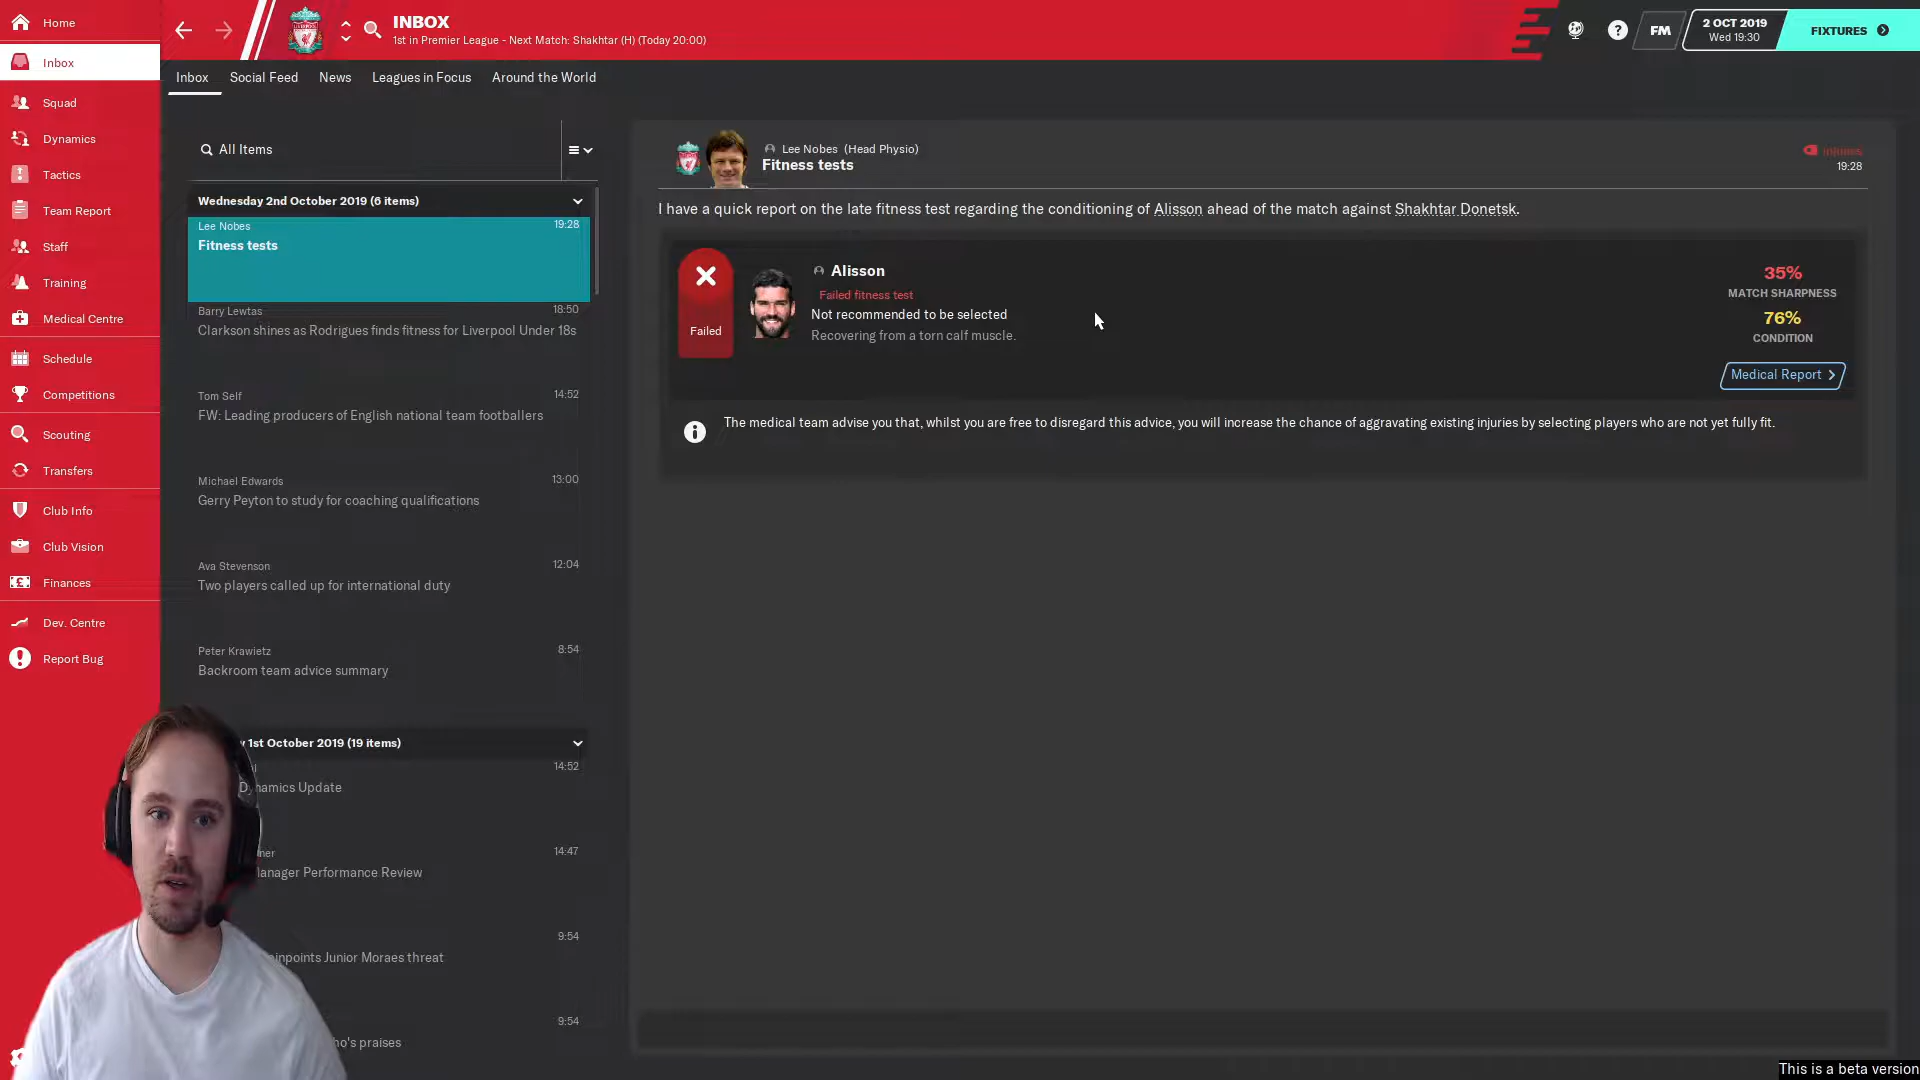 Home
Inbox
Squad
Dynamics
Tactics
Team Report
Staff
Training
Medical Centre
Schedule
Competitions
Scouting
Transfers
Club Info
Club Vision
Finances
Dev. Centre
Report Bug
INBOX
1st in Premier League - Next Match: Shakhtar (H) (Today 20:00)
?
FM
2 OCT 2019
Wed 19:30
FIXTURES
Inbox
Social Feed
News
Leagues in Focus
Around the World
All Items
Wednesday 2nd October 2019 (6 items)
Lee Nobes 19:28
Fitness tests
Barry Lewtas 18:50
Clarkson shines as Rodrigues finds fitness for Liverpool Under 18s
Tom Self 14:52
FW: Leading producers of English national team footballers
Michael Edwards 13:00
Gerry Peyton to study for coaching qualifications
Ava Stevenson 12:04
Two players called up for international duty
Peter Krawietz 8:54
Backroom team advice summary
1st October 2019 (19 items)
14:52
Dynamics Update
14:47
Manager Performance Review
9:54
pinpoints Junior Moraes threat
9:54
praises
Lee Nobes (Head Physio)
Fitness tests
Injuries
19:28
I have a quick report on the late fitness test regarding the conditioning of Alisson ahead of the match against Shakhtar Donetsk.
Failed
Alisson
Failed fitness test
Not recommended to be selected
Recovering from a torn calf muscle.
35%
MATCH SHARPNESS
76%
CONDITION
Medical Report
The medical team advise you that, whilst you are free to disregard this advice, you will increase the chance of aggravating existing injuries by selecting players who are not yet fully fit.
This is a beta version